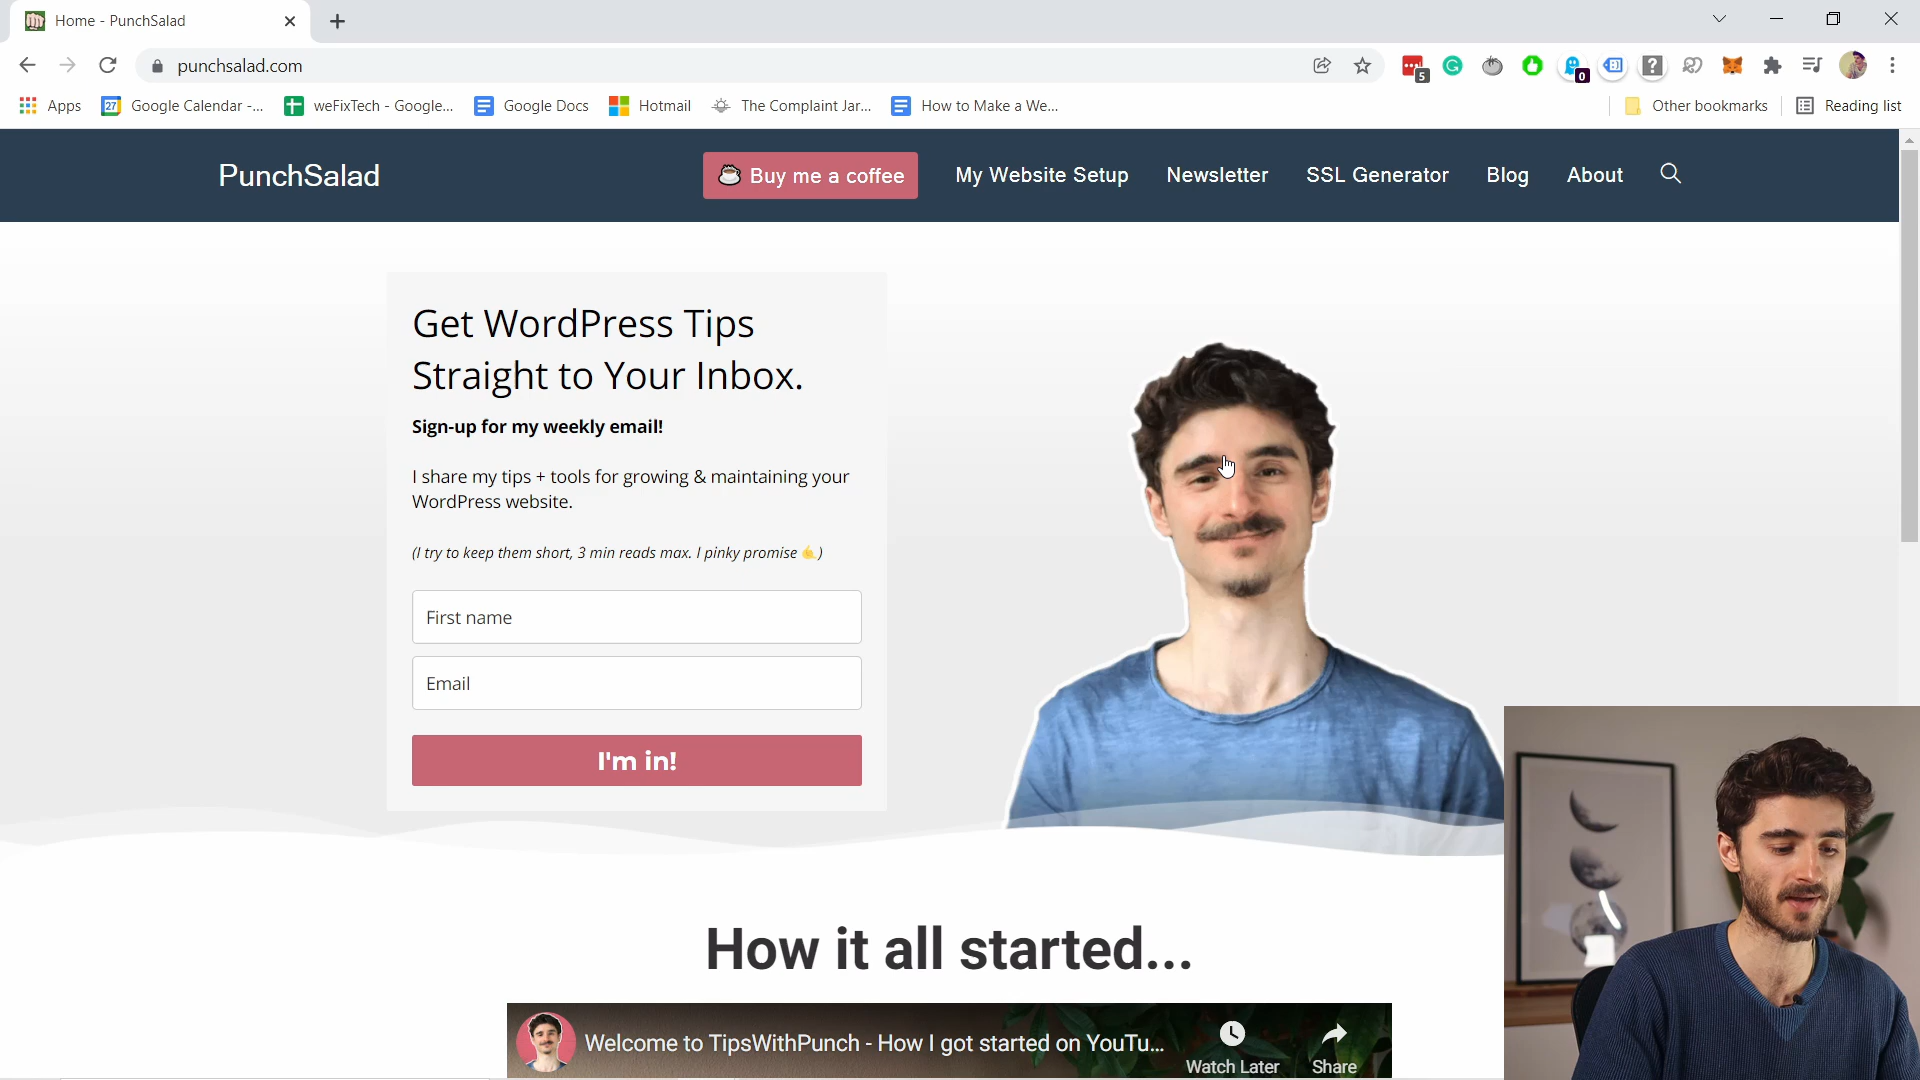 Home - PunchSalad
punchsalad.com
5
0
Apps
27
Google Calendar -...
weFixTech - Google...
Google Docs
Hotmail
The Complaint Jar...
How to Make a We...
Other bookmarks
Reading list
PunchSalad
Buy me a coffee
My Website Setup
Newsletter
SSL Generator
Blog
About
Get WordPress Tips
Straight to Your Inbox.
Sign-up for my weekly email!
I share my tips + tools for growing & maintaining your
WordPress website.
(I try to keep them short, 3 min reads max. I pinky promise 🤙)
First name
Email
I'm in!
How it all started...
Welcome to TipsWithPunch - How I got started on YouTu...
Watch Later
Share